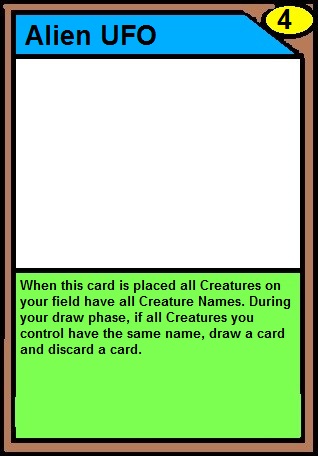 Alien UFO
4
When this card is placed all Creatures on
your field have all Creature Names. During
your draw phase, if all Creatures you
control have the same name, draw a card
and discard a card.